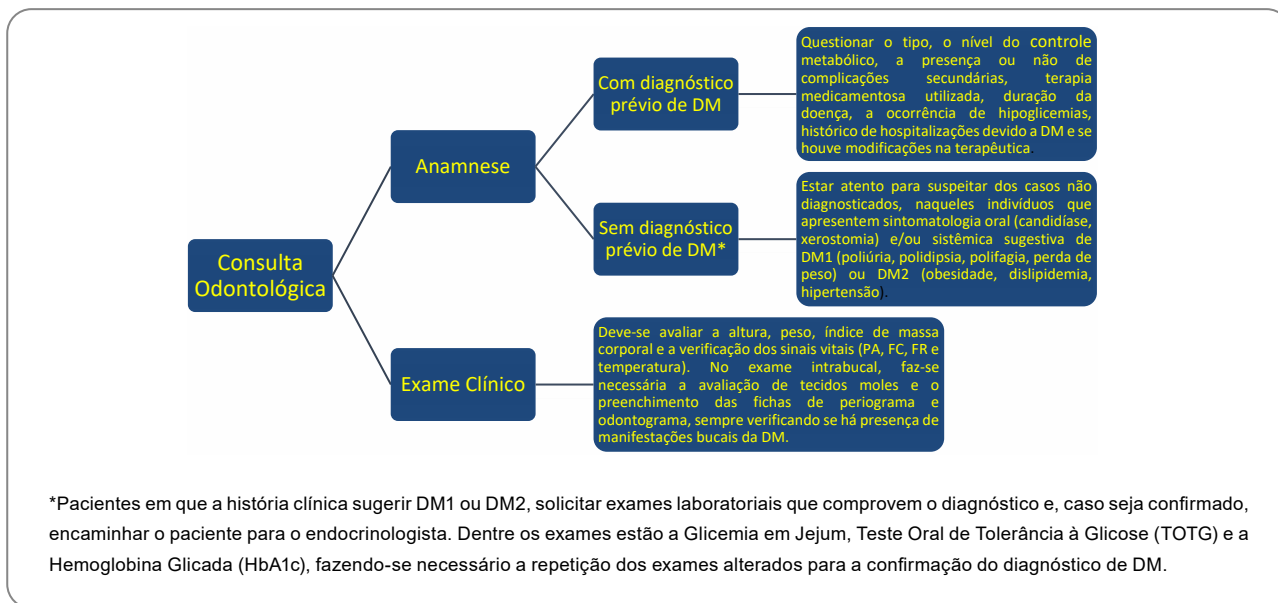 Consulta
Odontológica
Anamnese
Com diagnóstico
prévio de DM
Questionar o tipo, o nível do controle
metabólico, a presença ou não de
complicações secundárias, terapia
medicamentosa utilizada, duração da
doença, a ocorrência de hipoglicemias,
histórico de hospitalizações devido a DM e se
houve modificações na terapêutica.
Sem diagnóstico
prévio de DM*
Estar atento para suspeitar dos casos não
diagnosticados, naqueles indivíduos que
apresentem sintomatologia oral (candidíase,
xerostomia) e/ou sistêmica sugestiva de
DM1 (poliúria, polidipsia, polifagia, perda de
peso) ou DM2 (obesidade, dislipidemia,
hipertensão).
Exame Clínico
Deve-se avaliar a altura, peso, índice de massa
corporal e a verificação dos sinais vitais (PA, FC, FR e
temperatura). No exame intrabucal, faz-se
necessária a avaliação de tecidos moles e o
preenchimento das fichas de periograma e
odontograma, sempre verificando se há presença de
manifestações bucais da DM.
*Pacientes em que a história clínica sugerir DM1 ou DM2, solicitar exames laboratoriais que comprovem o diagnóstico e, caso seja confirmado,
encaminhar o paciente para o endocrinologista. Dentre os exames estão a Glicemia em Jejum, Teste Oral de Tolerância à Glicose (TOTG) e a
Hemoglobina Glicada (HbA1c), fazendo-se necessário a repetição dos exames alterados para a confirmação do diagnóstico de DM.